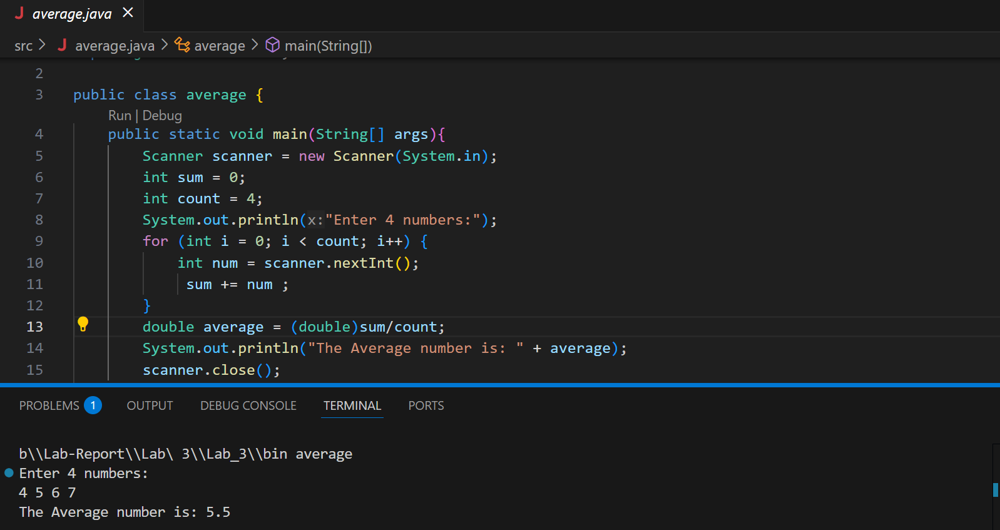 average.java
src > average.java > average > main(String[])
2
3 public class average {
Run | Debug
4 public static void main(String[] args){
5 Scanner scanner = new Scanner(System.in);
6 int sum = 0;
7 int count = 4;
8 System.out.println(x:"Enter 4 numbers:");
9 for (int i = 0; i < count; i++) {
10 int num = scanner.nextInt();
11 sum += num ;
12 }
13 double average = (double)sum/count;
14 System.out.println("The Average number is: " + average);
15 scanner.close();
PROBLEMS 1 OUTPUT DEBUG CONSOLE TERMINAL PORTS
b\\Lab-Report\\Lab\ 3\\Lab_3\\bin average
Enter 4 numbers:
4 5 6 7
The Average number is: 5.5